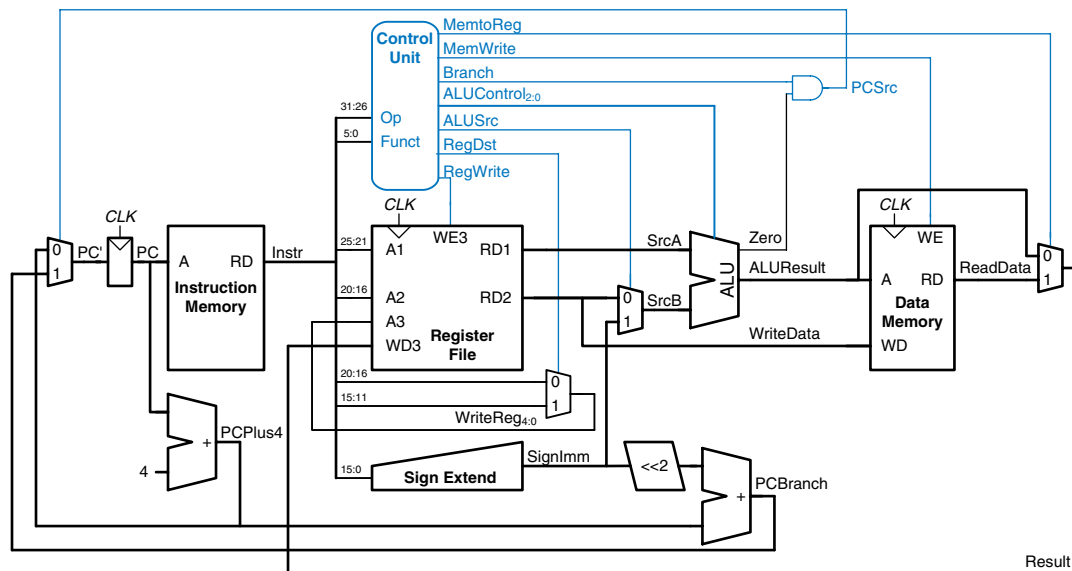 MemtoReg
Control
Unit
MemWrite
Branch
PCSrc
ALUControl2:0
31:26
Op
ALUSrc
5:0
Funct
RegDst
RegWrite
CLK
CLK
CLK
0
1
PC'
PC
A
RD
Instruction
Memory
Instr
25:21
A1
WE3
RD1
SrcA
Zero
WE
0
1
20:16
A2
RD2
0
1
SrcB
ALU
ALUResult
A
RD
ReadData
A3
Data
Memory
WD3
Register
File
WriteData
WD
20:16
0
15:11
1
WriteReg4:0
PCPlus4
+
4
15:0
Sign Extend
SignImm
<<2
+
PCBranch
Result